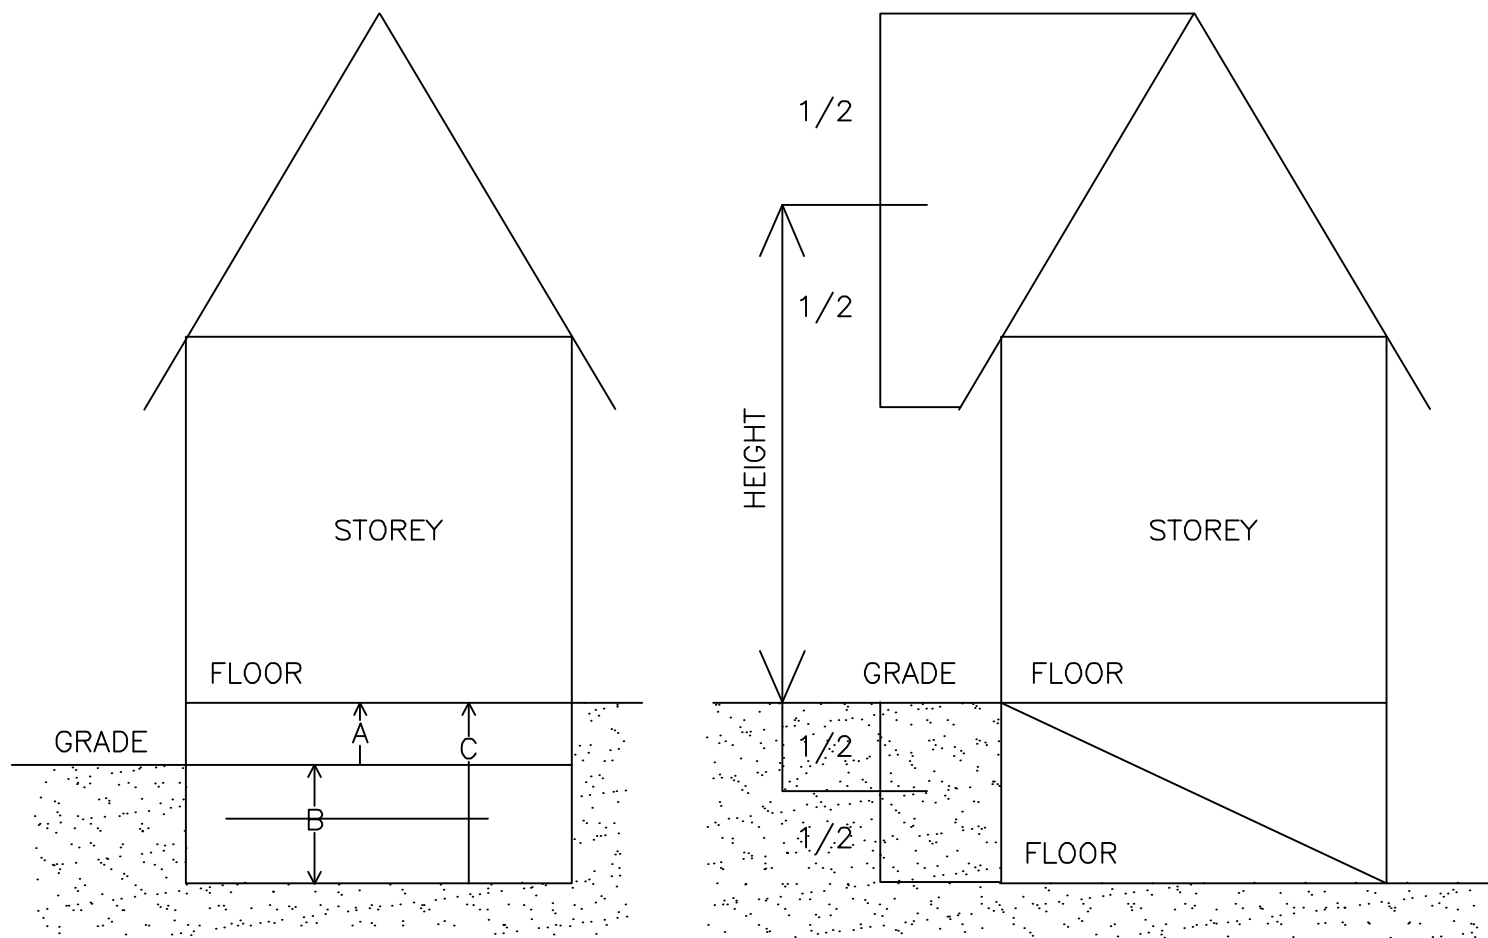 STOREY
FLOOR
GRADE
A
C
B
1/2
1/2
HEIGHT
STOREY
GRADE
FLOOR
1/2
1/2
FLOOR